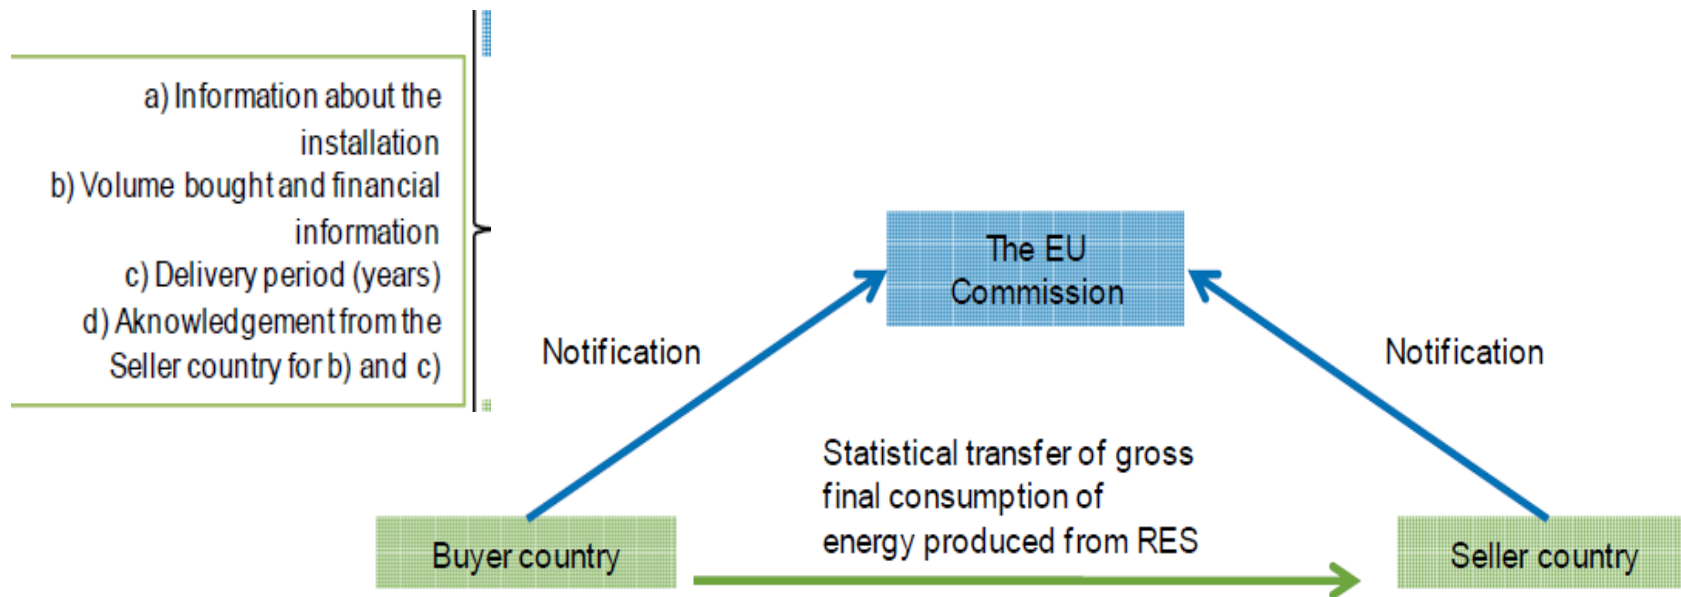 a) Information about the
installation
b) Volume bought and financial
information
c) Delivery period (years)
d) Aknowledgement from the
Seller country for b) and c)
The EU
Commission
Notification
Notification
Statistical transfer of gross
final consumption of
energy produced from RES
Buyer country
Seller country